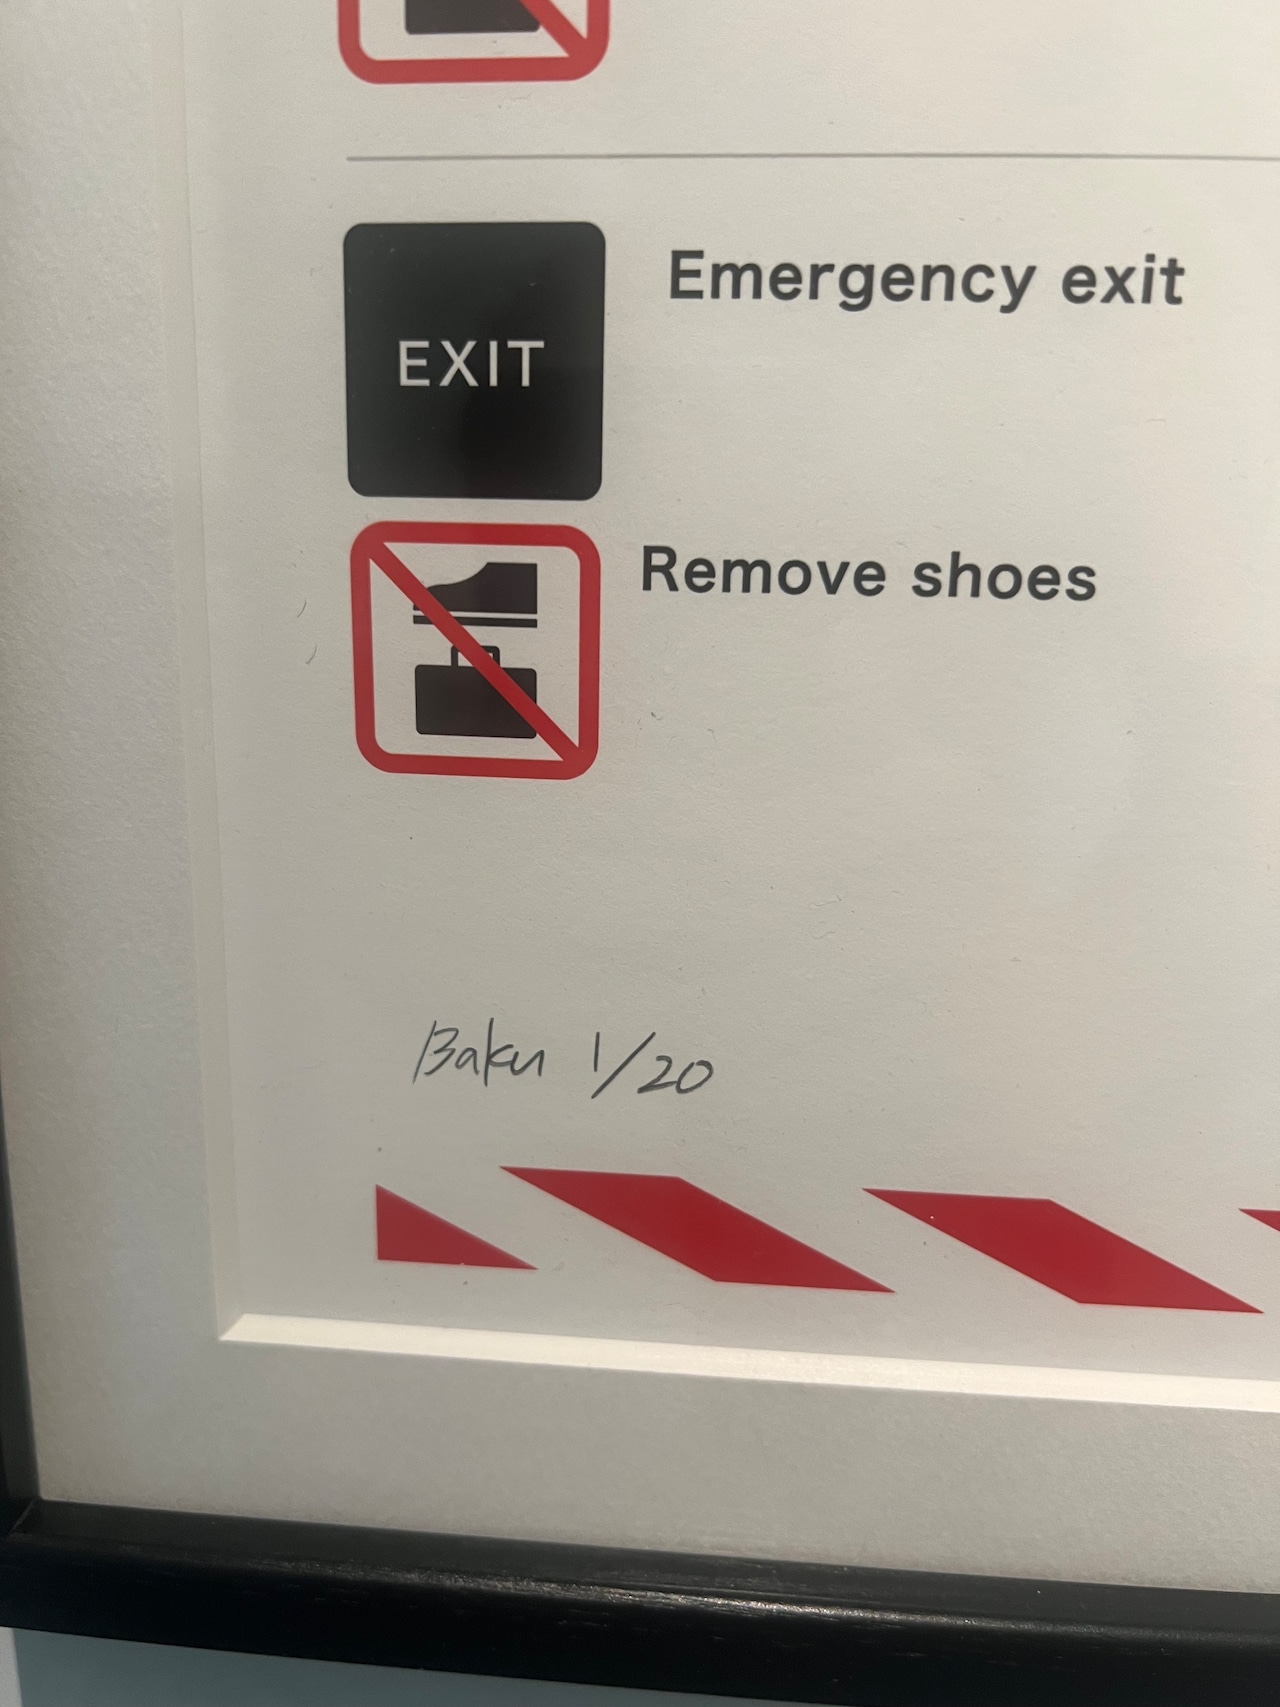 Emergency exit
EXIT
Remove shoes
Baku 1/20